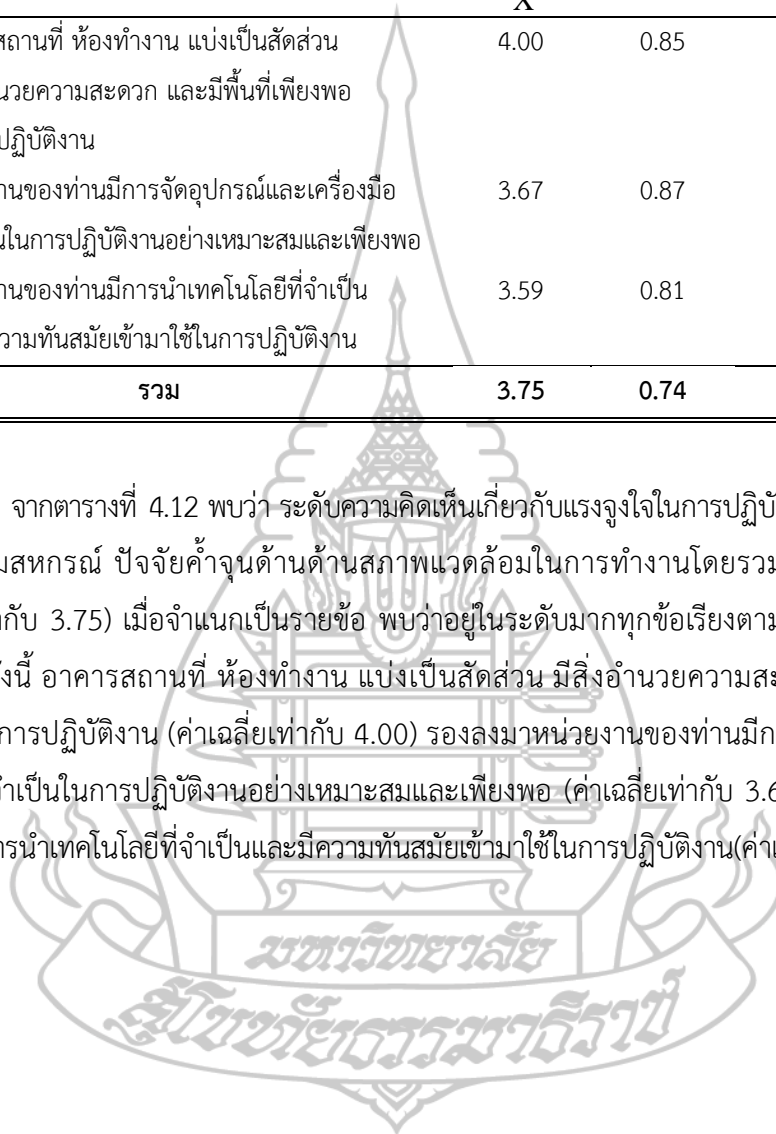 X
สถานที่ ห้องทำงาน แบ่งเป็นสัดส่วน 4.00 0.85
นวยความสะดวก และมีพื้นที่เพียงพอ
ปฏิบัติงาน
านของท่านมีการจัดอุปกรณ์และเครื่องมือ 3.67 0.87
นในการปฏิบัติงานอย่างเหมาะสมและเพียงพอ
านของท่านมีการนำเทคโนโลยีที่จำเป็น 3.59 0.81
วามทันสมัยเข้ามาใช้ในการปฏิบัติงาน
รวม 3.75 0.74
จากตารางที่ 4.12 พบว่า ระดับความคิดเห็นเกี่ยวกับแรงจูงใจในการปฏิบั
มสหกรณ์ ปัจจัยค้ำจุนด้านด้านสภาพแวดล้อมในการทำงานโดยรวม
ากับ 3.75) เมื่อจำแนกเป็นรายข้อ พบว่าอยู่ในระดับมากทุกข้อเรียงตาม
ังนี้ อาคารสถานที่ ห้องทำงาน แบ่งเป็นสัดส่วน มีสิ่งอำนวยความสะ
การปฏิบัติงาน (ค่าเฉลี่ยเท่ากับ 4.00) รองลงมาหน่วยงานของท่านมีก
ำเป็นในการปฏิบัติงานอย่างเหมาะสมและเพียงพอ (ค่าเฉลี่ยเท่ากับ 3.6
ารนำเทคโนโลยีที่จำเป็นและมีความทันสมัยเข้ามาใช้ในการปฏิบัติงาน(ค่าเ
มหาวิทยาลัย
สุโขทัยธรรมาธิราช